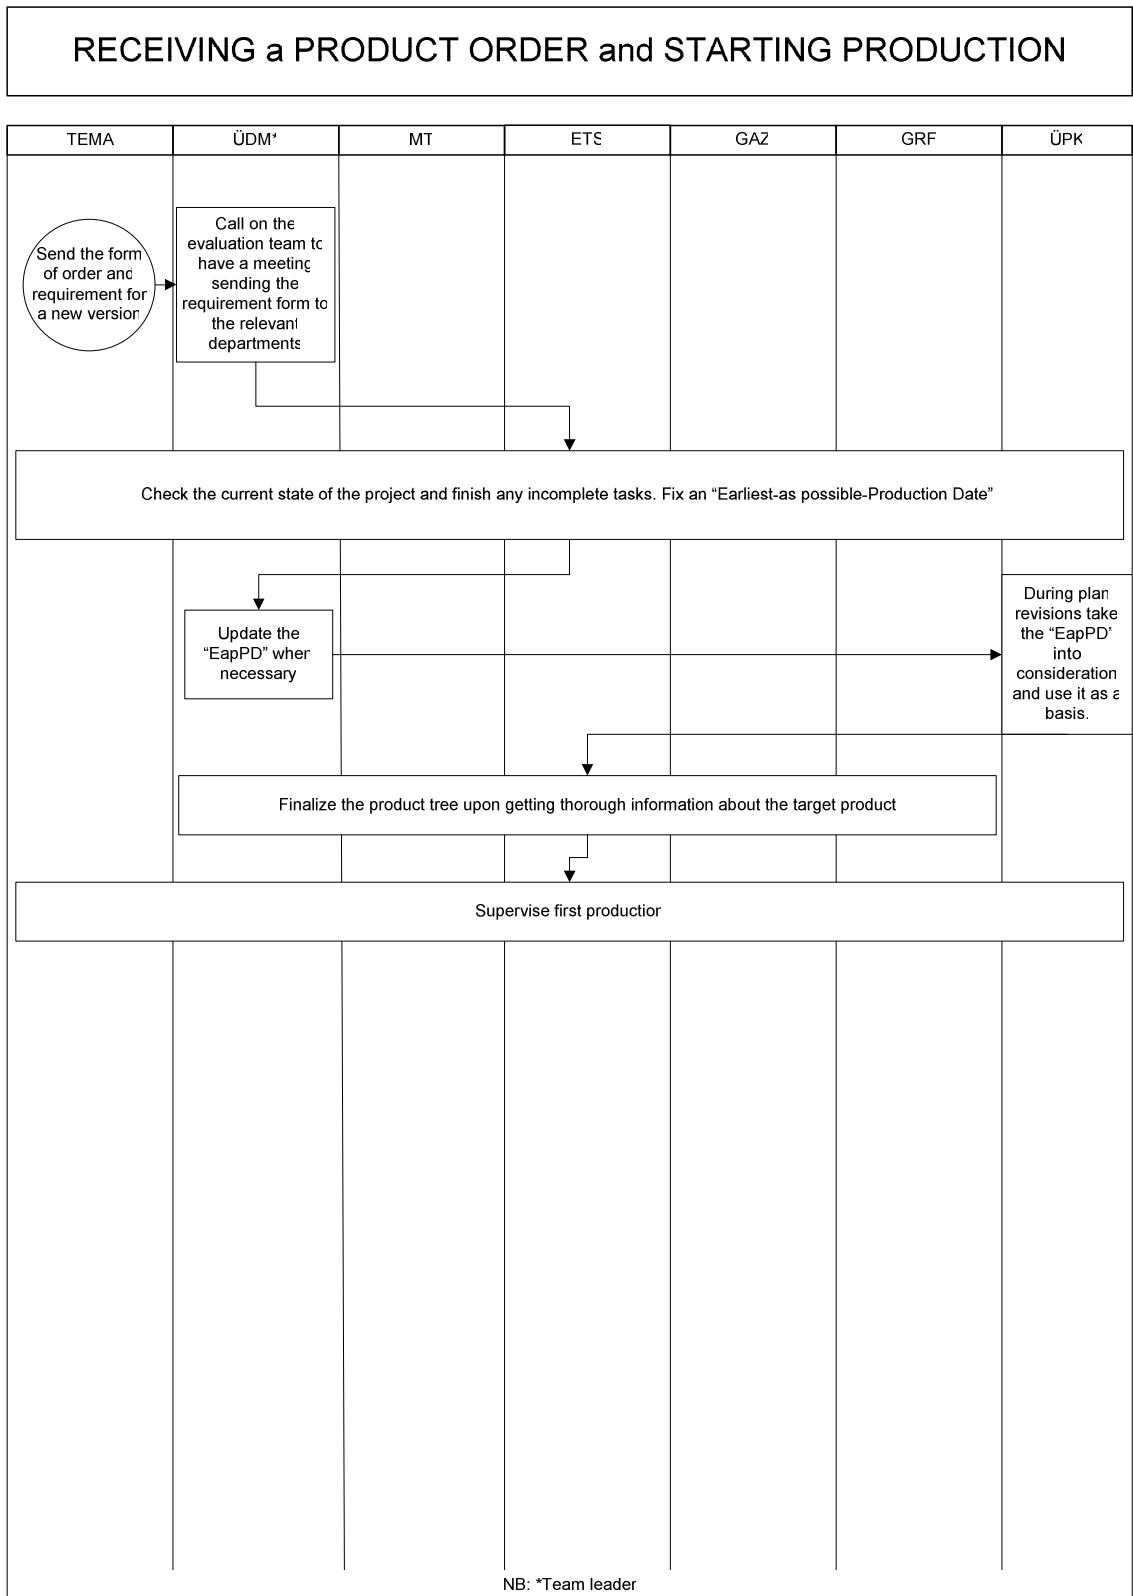 RECEIVING a PRODUCT ORDER and STARTING PRODUCTION
TEMA ÜDM* MT ETS GAZ GRF ÜPK
Send the form
of order and
requirement for
a new version
Call on the
evaluation team to
have a meeting
sending the
requirement form to
the relevant
departments
Check the current state of the project and finish any incomplete tasks. Fix an “Earliest-as possible-Production Date”
Update the
“EapPD” when
necessary
During plan
revisions take
the “EapPD”
into
consideration
and use it as a
basis.
Finalize the product tree upon getting thorough information about the target product
Supervise first production
NB: *Team leader